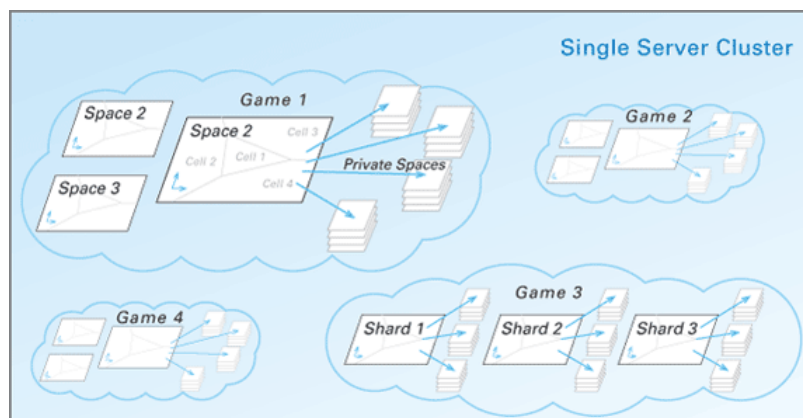 Single Server Cluster
Game 1
Space 2
Space 2
Cell 3
Cell 2
Cell 1
Private Spaces
Space 3
Cell 4
Game 2
Game 3
Game 4
Shard 1
Shard 2
Shard 3